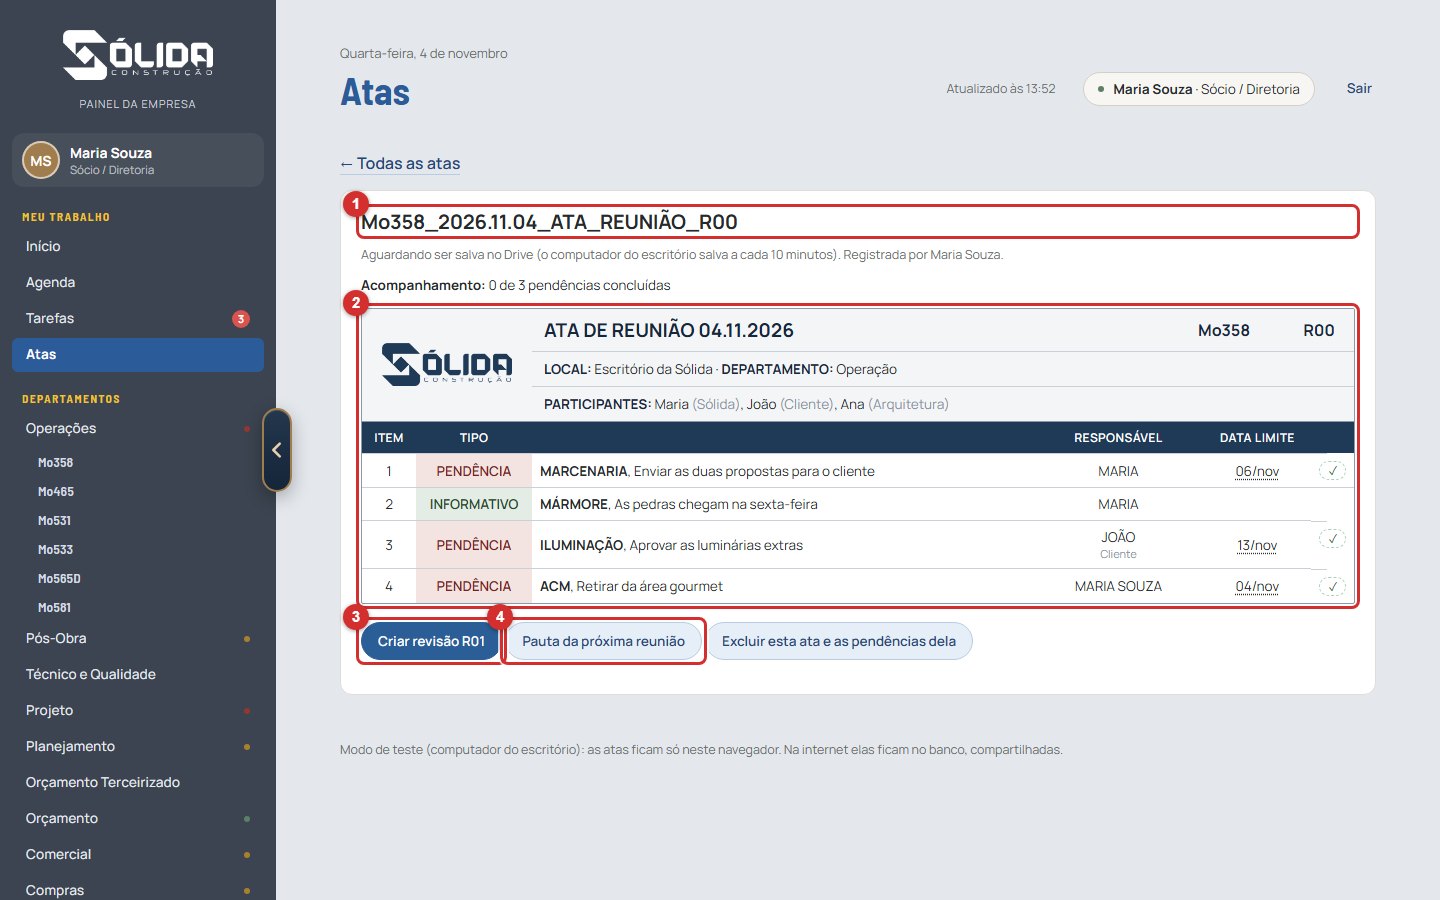 SÓLIDA
CONSTRUÇÃO
PAINEL DA EMPRESA
MS
Maria Souza
Sócio / Diretoria
MEU TRABALHO
Início
Agenda
Tarefas 3
Atas
DEPARTAMENTOS
Operações
Mo358
Mo465
Mo531
Mo533
Mo565D
Mo581
Pós-Obra
Técnico e Qualidade
Projeto
Planejamento
Orçamento Terceirizado
Orçamento
Comercial
Compras
Quarta-feira, 4 de novembro
Atas
Atualizado às 13:52
Maria Souza · Sócio / Diretoria
Sair
← Todas as atas
1
Mo358_2026.11.04_ATA_REUNIÃO_R00
Aguardando ser salva no Drive (o computador do escritório salva a cada 10 minutos). Registrada por Maria Souza.
Acompanhamento: 0 de 3 pendências concluídas
2
SÓLIDA
CONSTRUÇÃO
ATA DE REUNIÃO 04.11.2026 Mo358 R00
LOCAL: Escritório da Sólida · DEPARTAMENTO: Operação
PARTICIPANTES: Maria (Sólida), João (Cliente), Ana (Arquitetura)
ITEM TIPO RESPONSÁVEL DATA LIMITE
1 PENDÊNCIA MARCENARIA, Enviar as duas propostas para o cliente MARIA 06/nov ✓
2 INFORMATIVO MÁRMORE, As pedras chegam na sexta-feira MARIA
3 PENDÊNCIA ILUMINAÇÃO, Aprovar as luminárias extras JOÃO 13/nov ✓
Cliente
4 PENDÊNCIA ACM, Retirar da área gourmet MARIA SOUZA 04/nov ✓
3 4
Criar revisão R01 Pauta da próxima reunião Excluir esta ata e as pendências dela
Modo de teste (computador do escritório): as atas ficam só neste navegador. Na internet elas ficam no banco, compartilhadas.